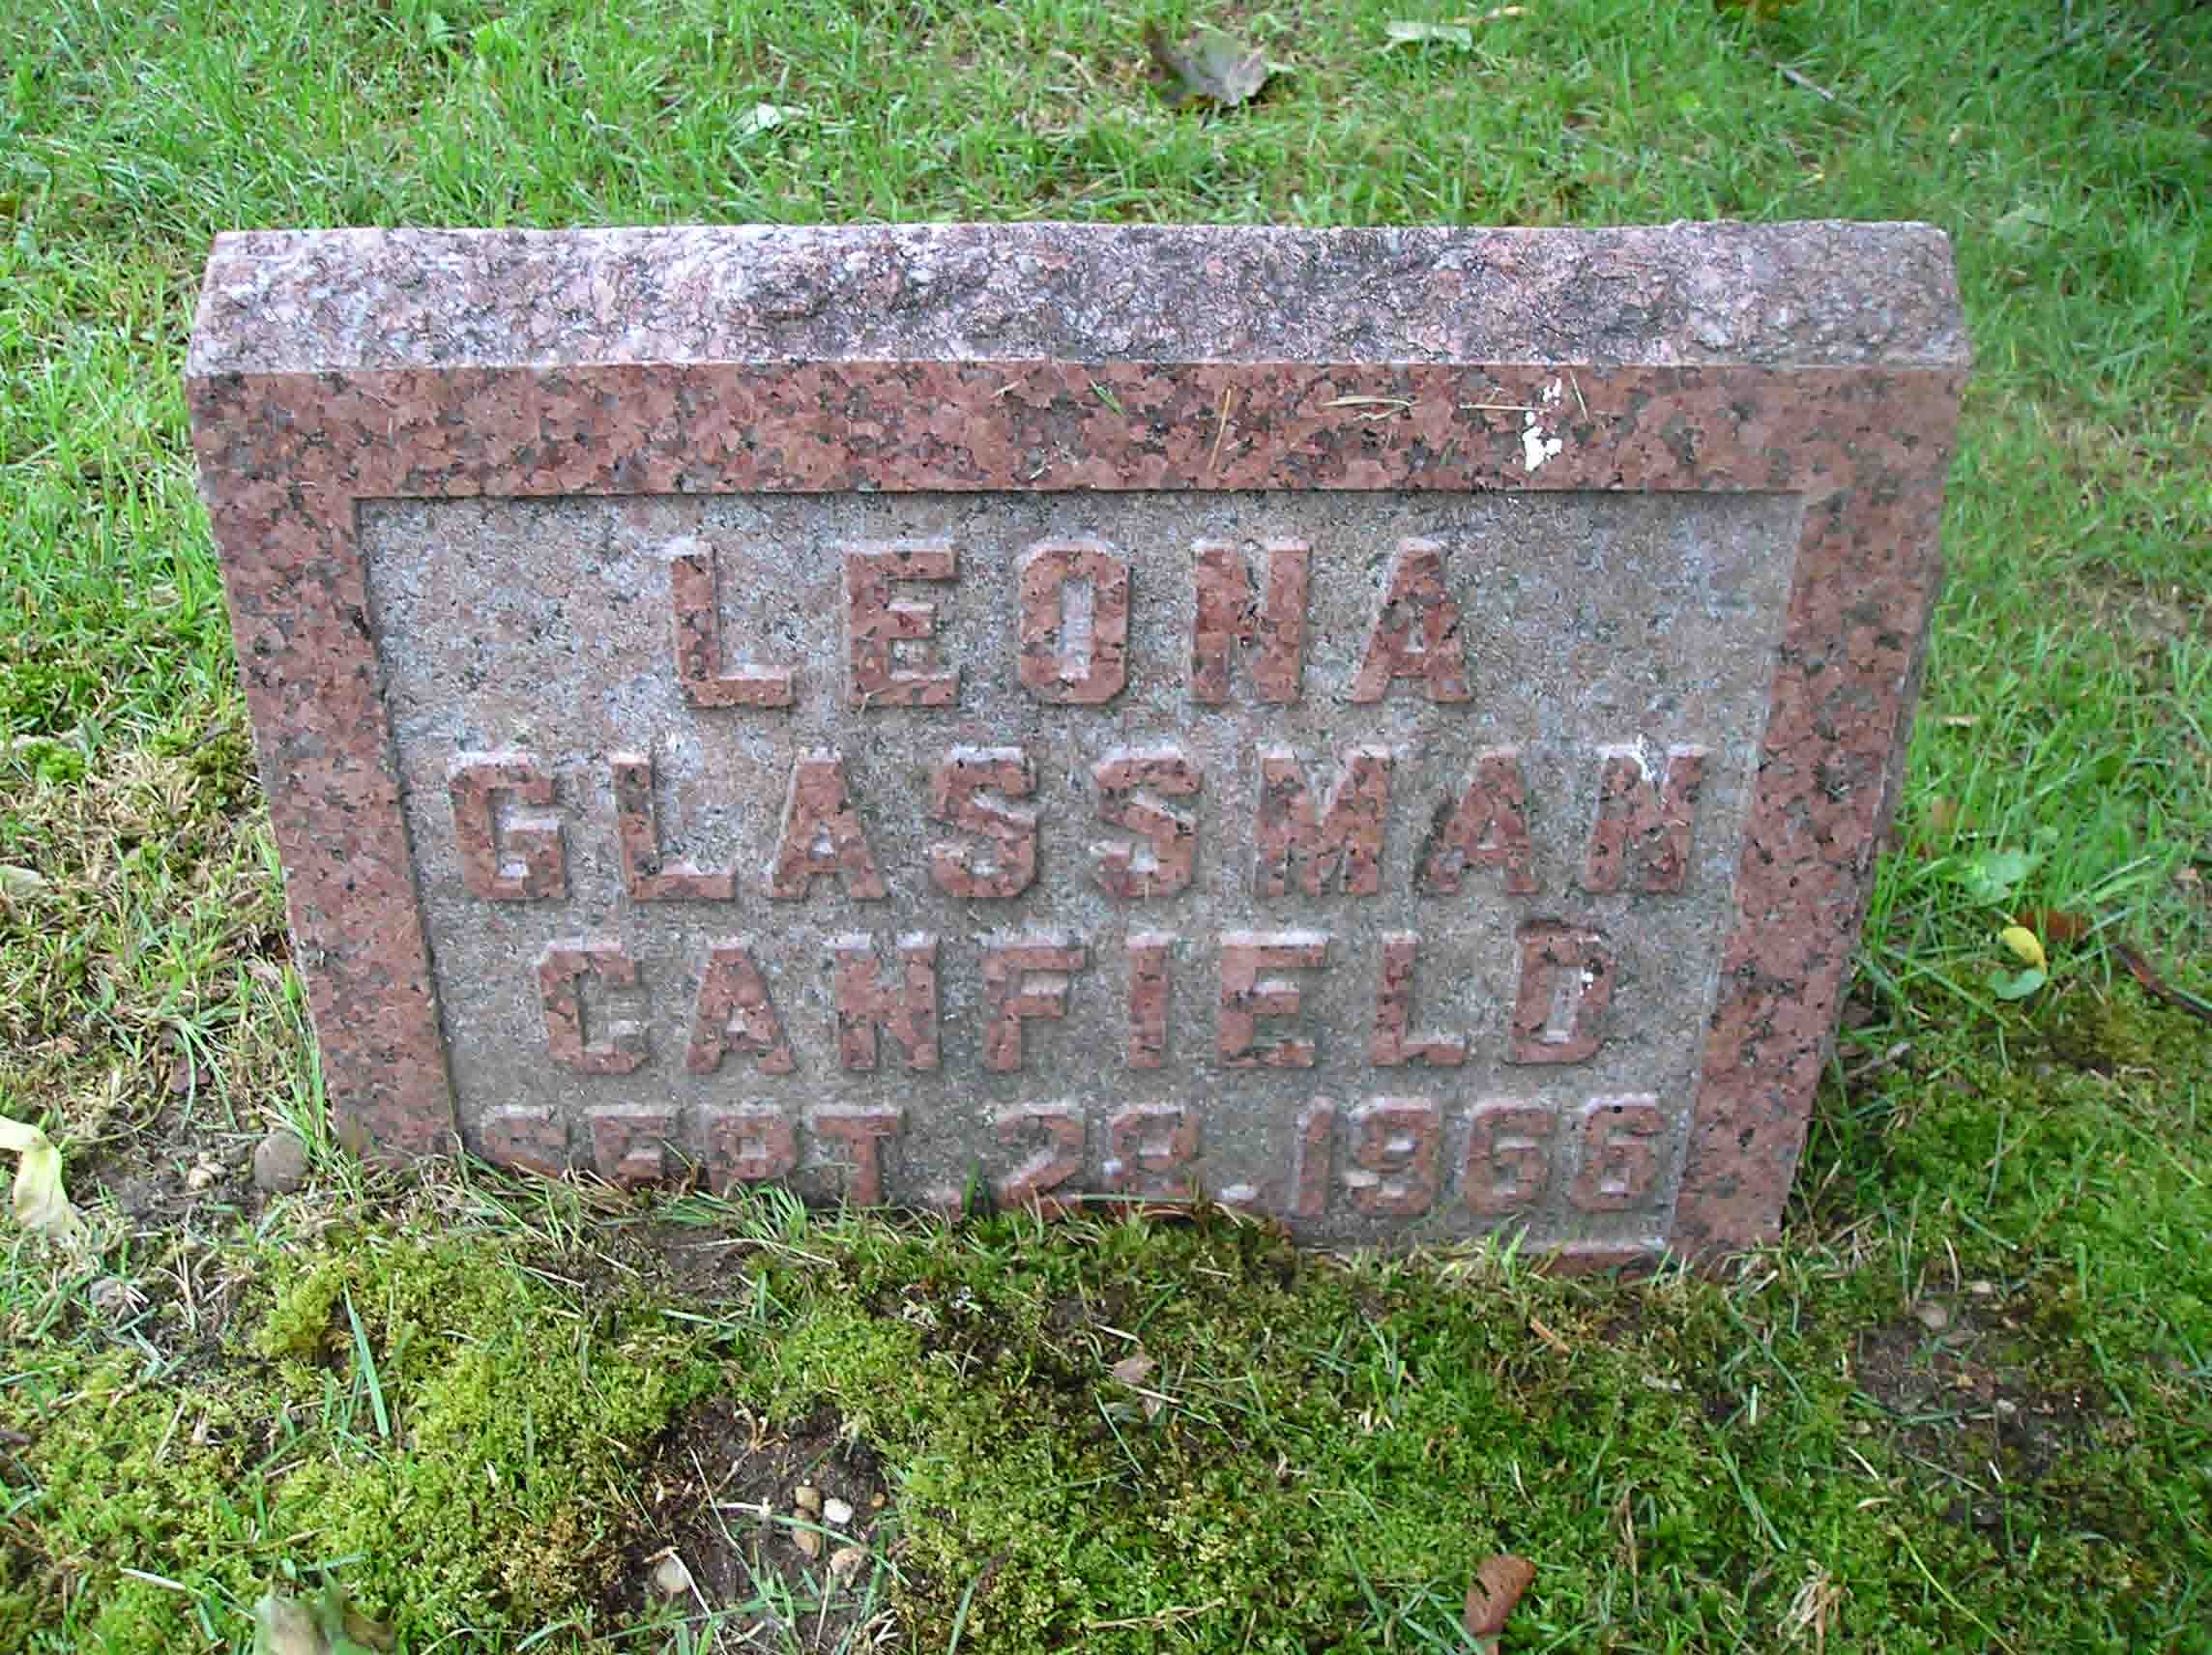 LEONA
GLASSMAN
CANFIELD
SEPT. 28. 1966